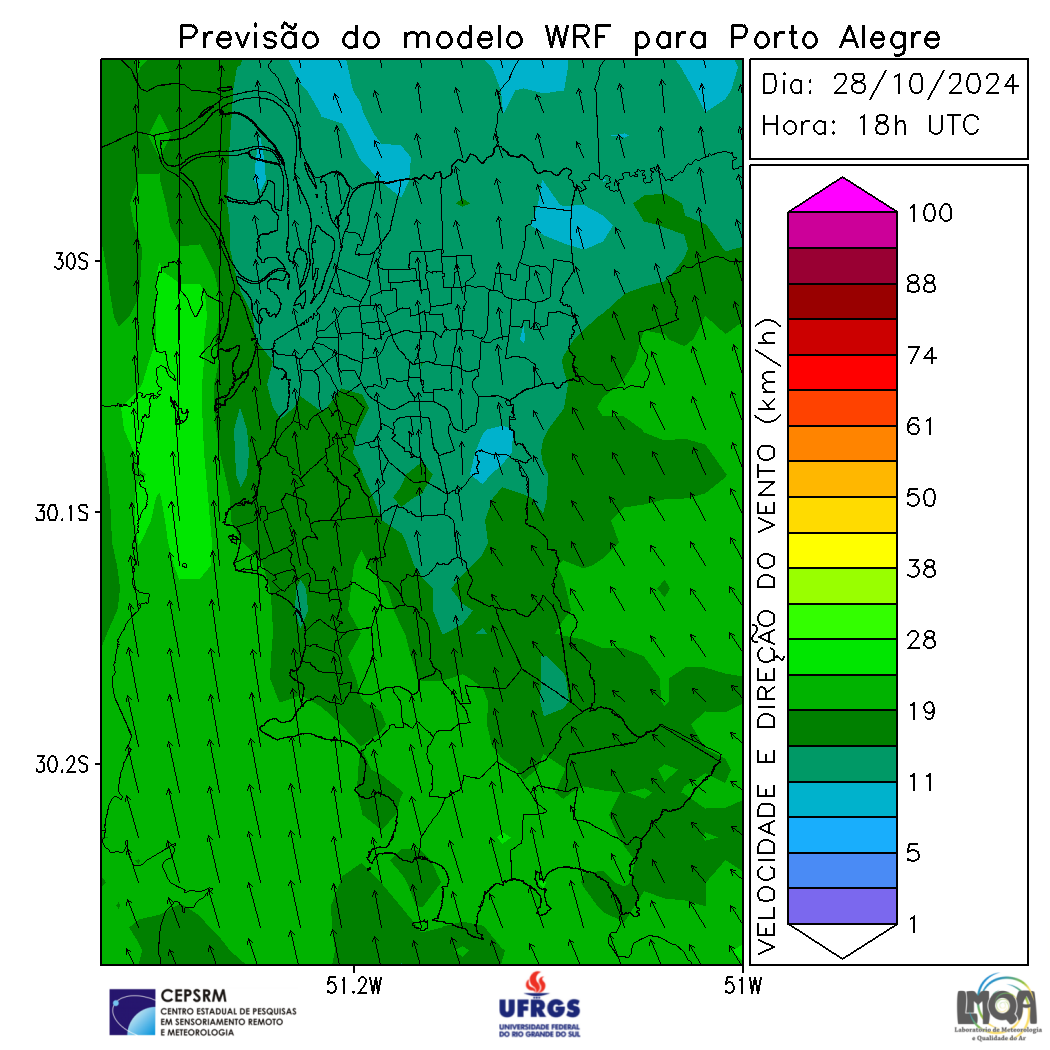 Previsão do modelo WRF para Porto Alegre
Dia: 28/10/2024
Hora: 18h UTC
30S
30.1S
30.2S
51.2W
51W
VELOCIDADE E DIREÇÃO DO VENTO (km/h)
100
88
74
61
50
38
28
19
11
5
1
CEPSRM
CENTRO ESTADUAL DE PESQUISAS
EM SENSORIAMENTO REMOTO
E METEOROLOGIA
UFRGS
UNIVERSIDADE FEDERAL
DO RIO GRANDE DO SUL
LMQA
Laboratório de Meteorologia
e Qualidade do Ar